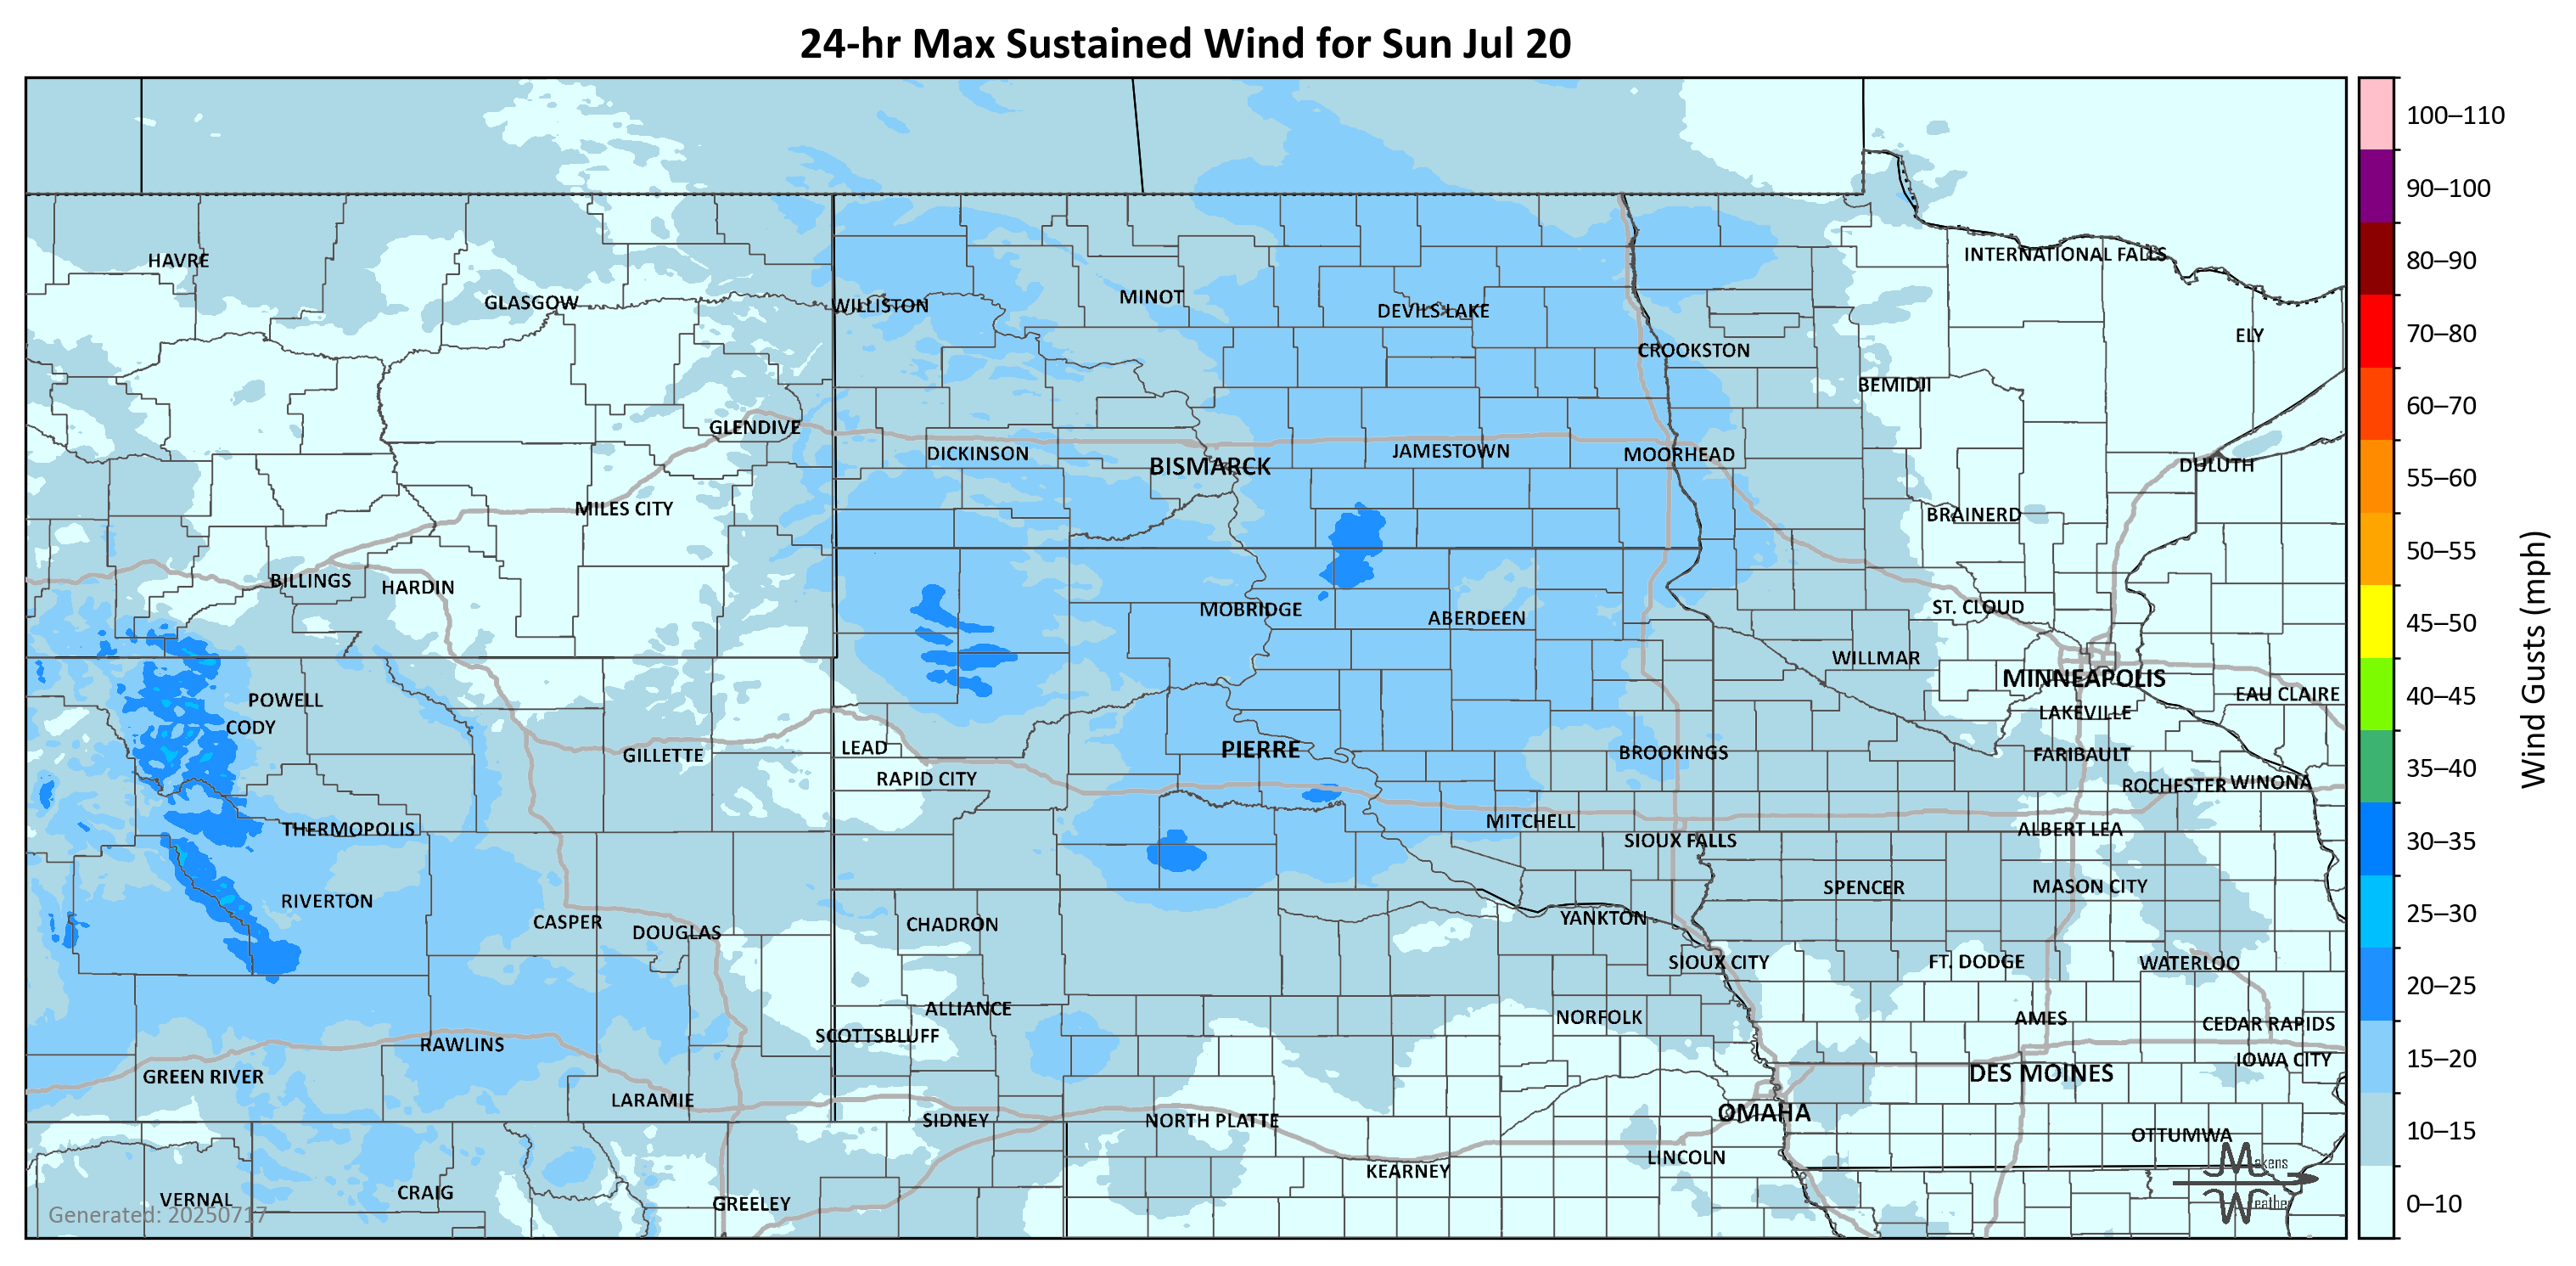 24-hr Max Sustained Wind for Sun Jul 20
100–110
90–100
80–90
70–80
60–70
55–60
50–55
45–50
40–45
35–40
30–35
25–30
20–25
15–20
10–15
0–10
Wind Gusts (mph)
HAVRE
GLASGOW
WILLISTON
MINOT
DEVILS LAKE
INTERNATIONAL FALLS
ELY
CROOKSTON
BEMIDJI
GLENDIVE
DICKINSON
BISMARCK
JAMESTOWN
MOORHEAD
DULUTH
MILES CITY
BRAINERD
BILLINGS
HARDIN
MOBRIDGE
ABERDEEN
ST. CLOUD
WILLMAR
MINNEAPOLIS
EAU CLAIRE
POWELL
CODY
LAKEVILLE
GILLETTE
LEAD
PIERRE
BROOKINGS
FARIBAULT
RAPID CITY
ROCHESTER
WINONA
THERMOPOLIS
MITCHELL
SIOUX FALLS
ALBERT LEA
RIVERTON
SPENCER
MASON CITY
CASPER
DOUGLAS
CHADRON
YANKTON
SIOUX CITY
FT. DODGE
WATERLOO
ALLIANCE
NORFOLK
AMES
CEDAR RAPIDS
SCOTTSBLUFF
RAWLINS
IOWA CITY
GREEN RIVER
DES MOINES
LARAMIE
SIDNEY
NORTH PLATTE
OMAHA
OTTUMWA
LINCOLN
KEARNEY
VERNAL
CRAIG
GREELEY
Generated: 20250717
Makens
Weather